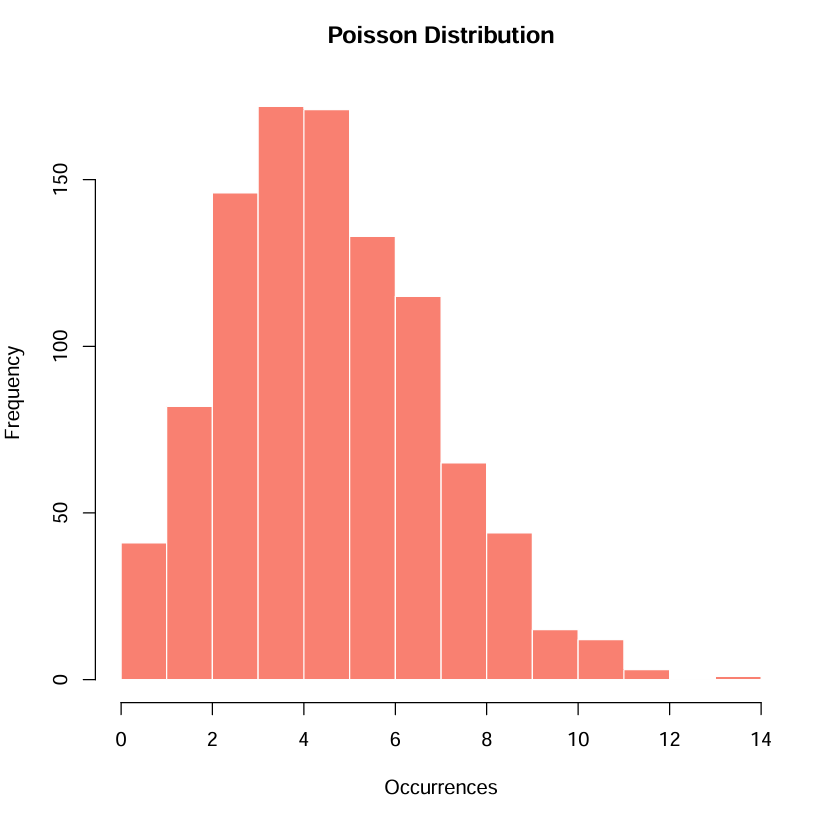 Poisson Distribution
150
100
50
0
Frequency
0 2 4 6 8 10 12 14
Occurrences